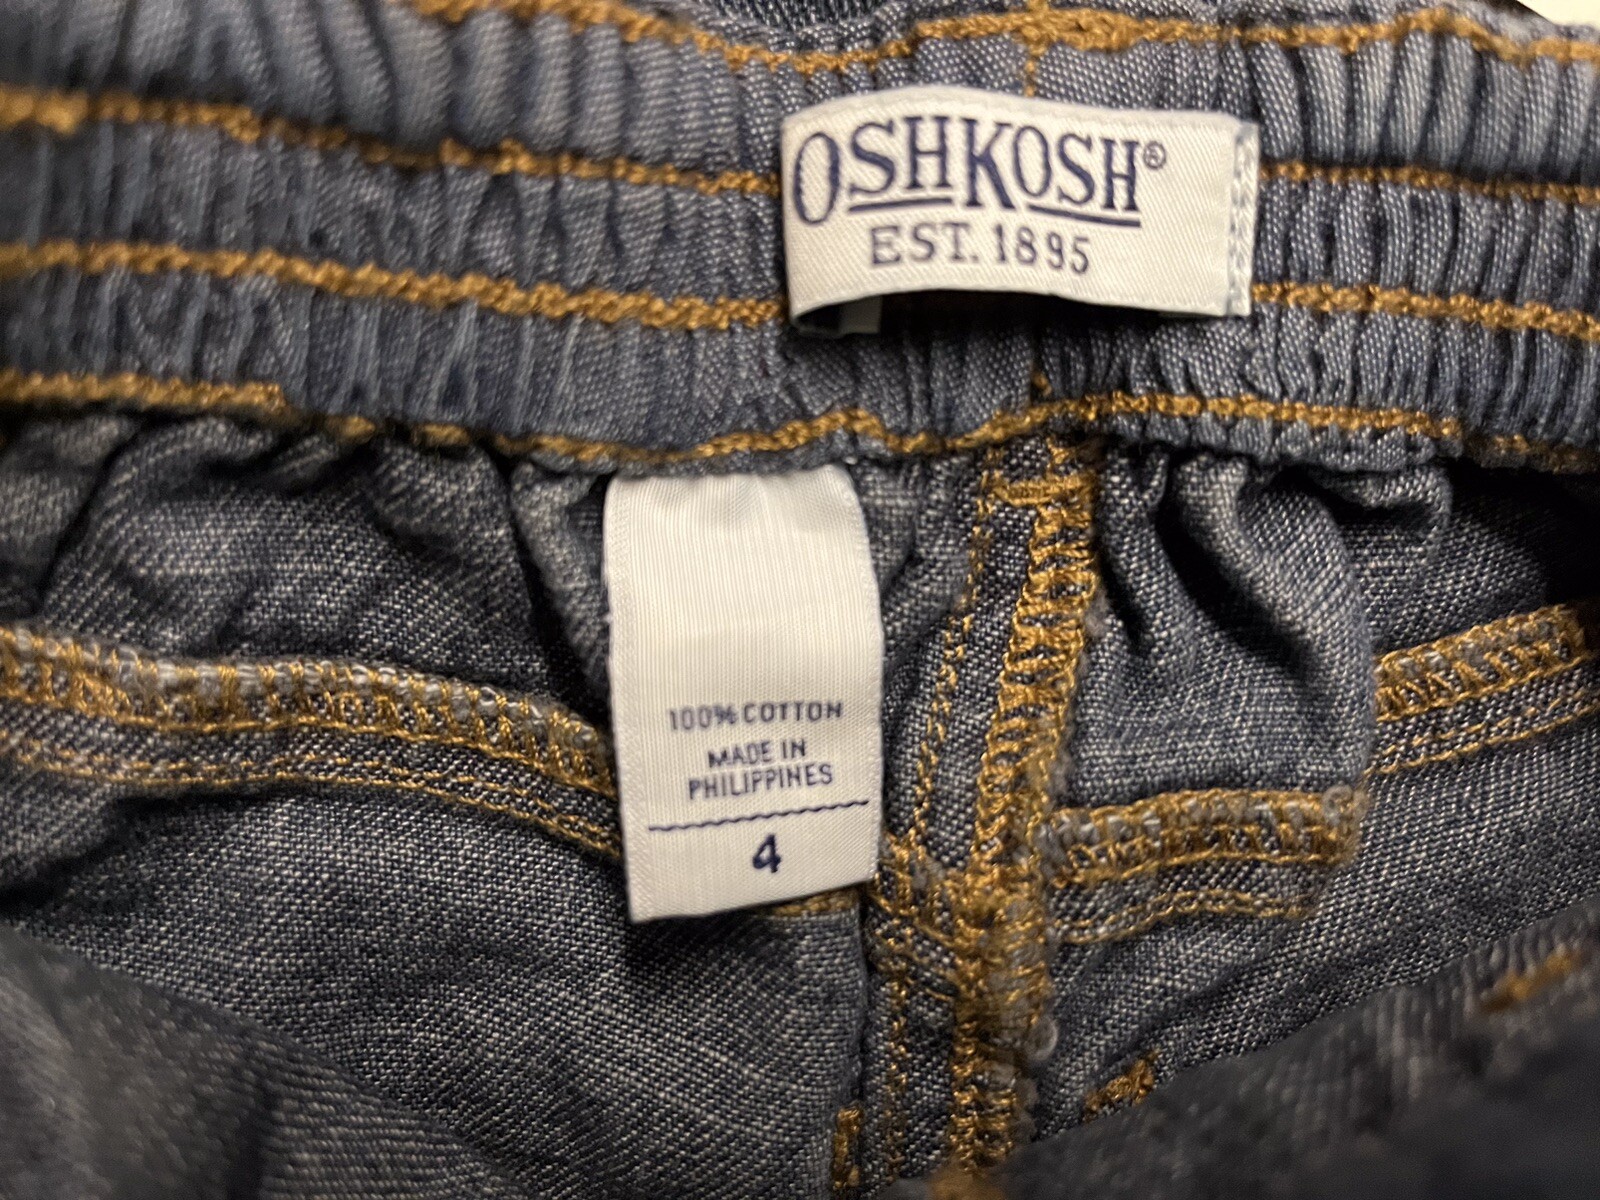 OSHKOSH®
EST. 1895
100% COTTON
MADE IN
PHILIPPINES
4